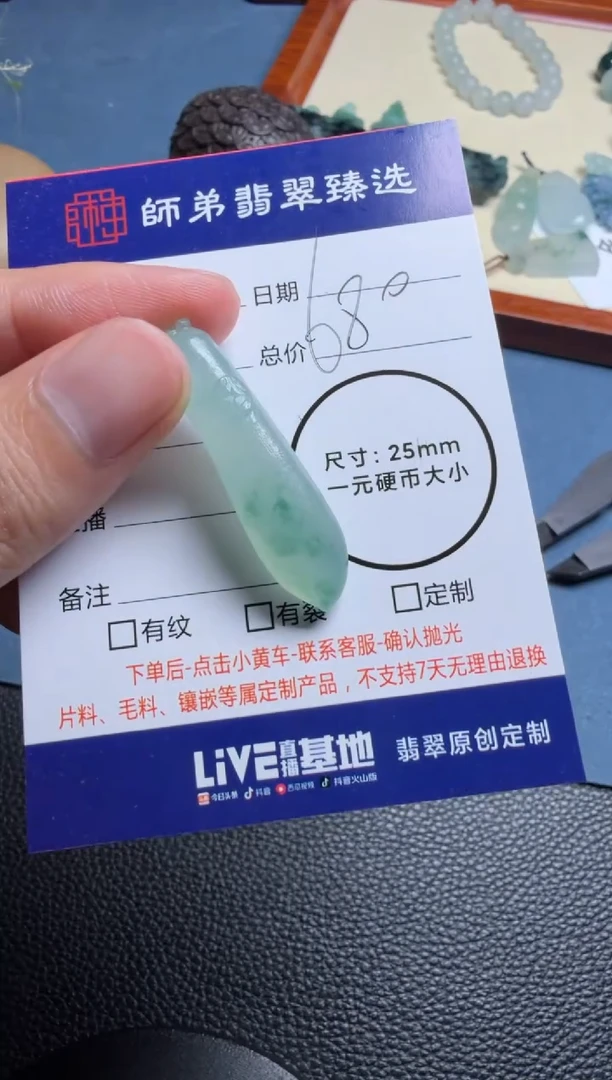 師弟翡翠臻选
日期
680
总价
尺寸：25mm
一元硬币大小
播
备注
□有纹 □有裂 □定制
下单后-点击小黄车-联系客服-确认抛光
片料、毛料、镶嵌等属定制产品，不支持7天无理由退换
LiVE直播基地 翡翠原创定制
今日头条 抖音 西瓜视频 抖音火山版